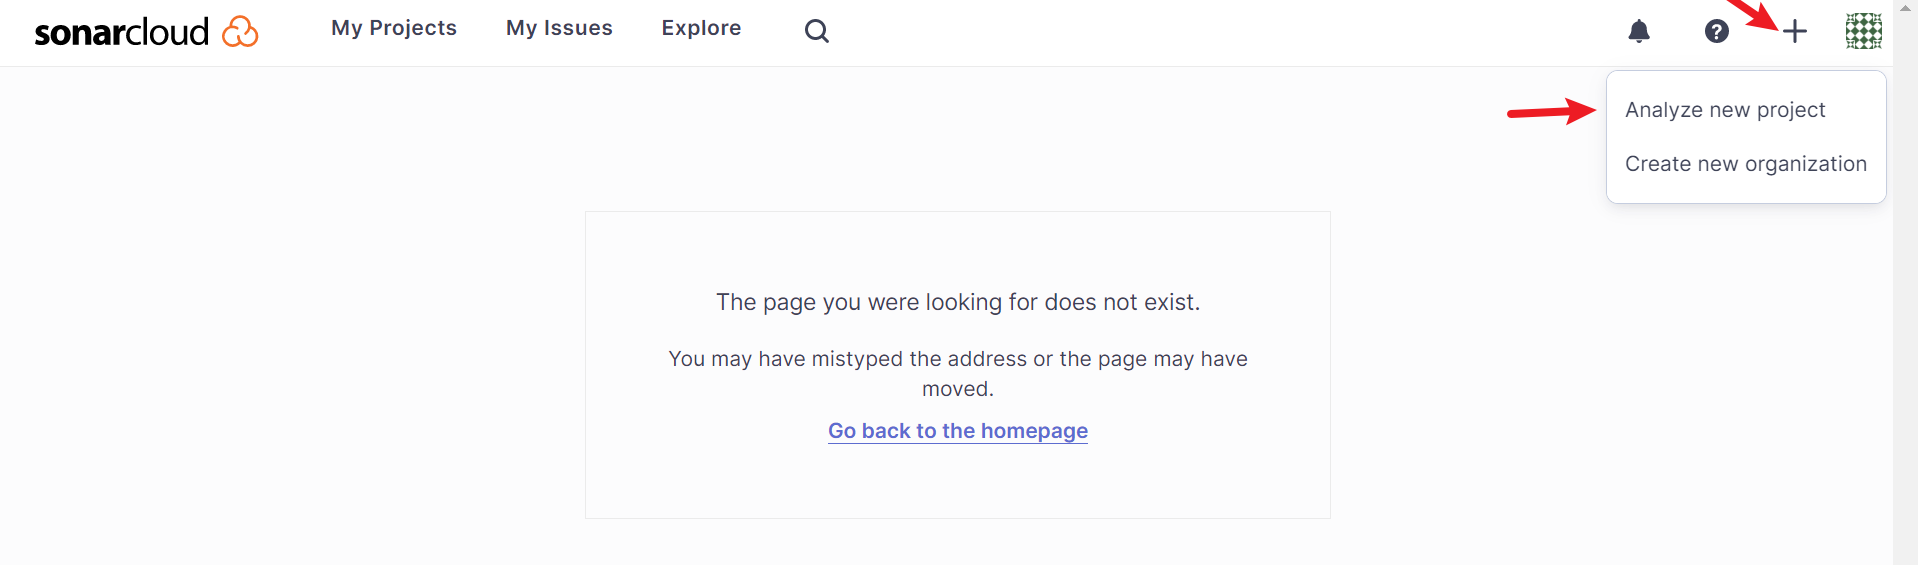 sonarcloud
My Projects
My Issues
Explore
?
Analyze new project
Create new organization
The page you were looking for does not exist.
You may have mistyped the address or the page may have
moved.
Go back to the homepage